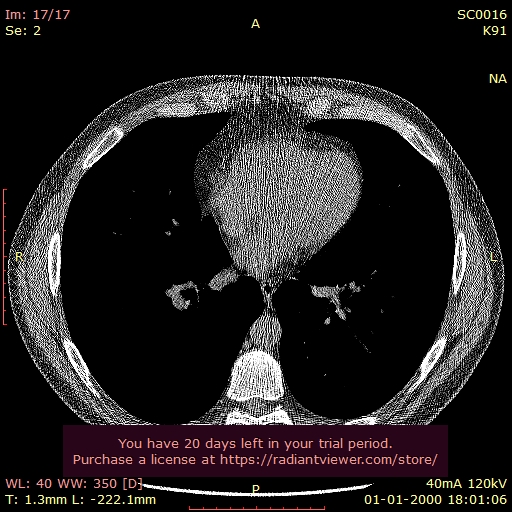 Im: 17/17
Se: 2
A
SC0016
K91
NA
R
L
You have 20 days left in your trial period.
Purchase a license at https://radiantviewer.com/store/
WL: 40 WW: 350 [D]
T: 1.3mm L: -222.1mm
P
40mA 120kV
01-01-2000 18:01:06